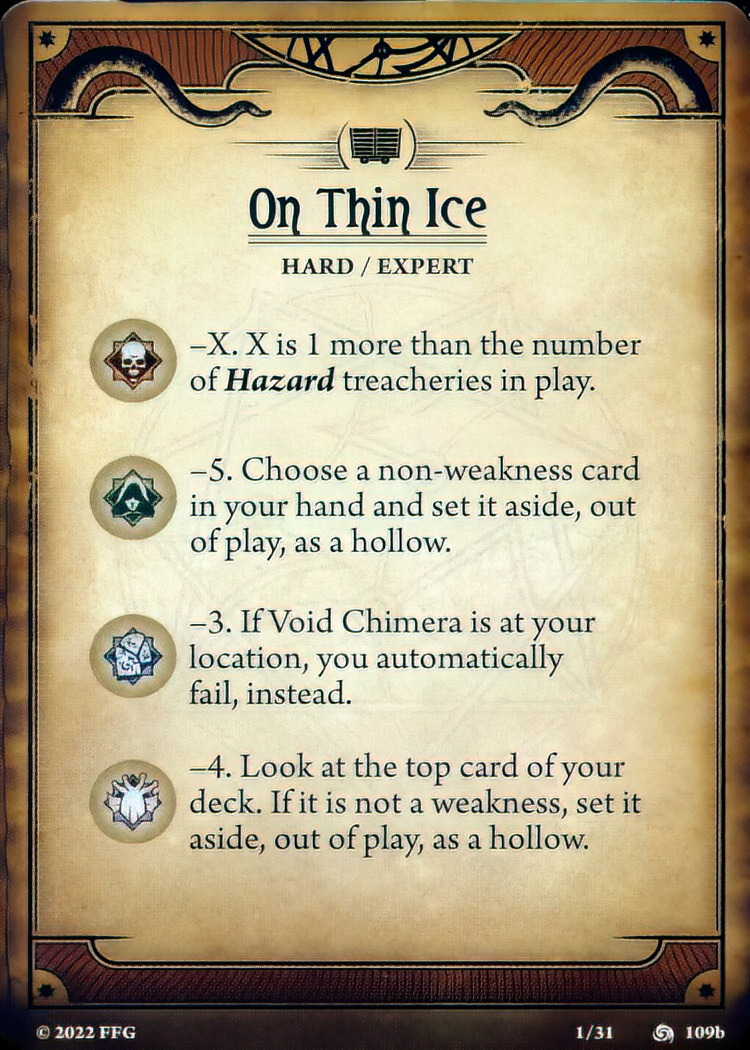 On Thin Ice
HARD / EXPERT
–X. X is 1 more than the number
of Hazard treacheries in play.
–5. Choose a non-weakness card
in your hand and set it aside, out
of play, as a hollow.
–3. If Void Chimera is at your
location, you automatically
fail, instead.
–4. Look at the top card of your
deck. If it is not a weakness, set it
aside, out of play, as a hollow.
© 2022 FFG 1/31 109b